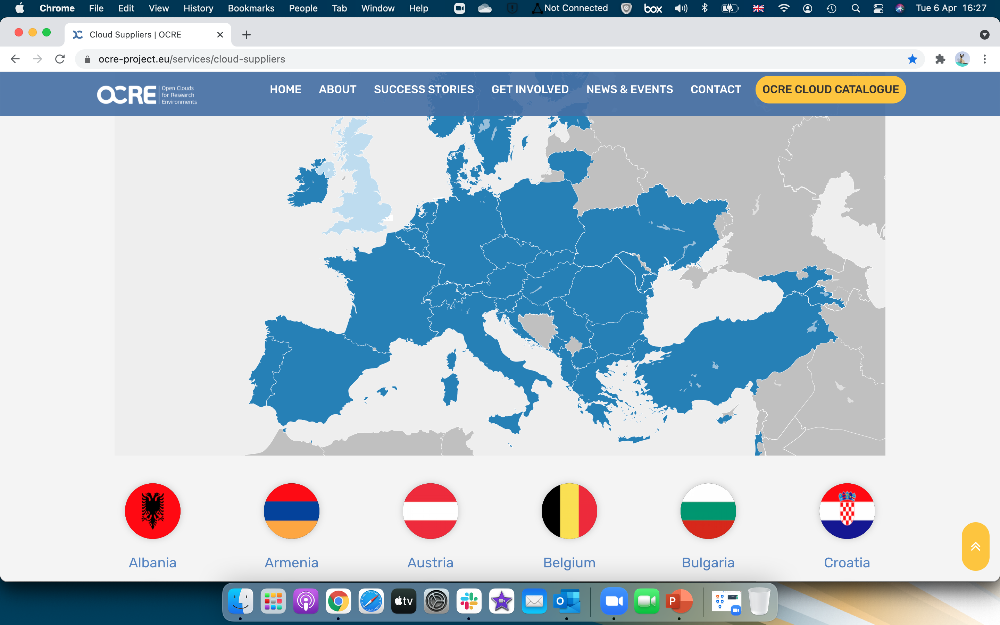 Chrome File Edit View History Bookmarks People Tab Window Help Not Connected box Tue 6 Apr 16:27
Cloud Suppliers | OCRE
ocre-project.eu/services/cloud-suppliers
OCRE
Open Clouds
for Research
Environments
HOME ABOUT SUCCESS STORIES GET INVOLVED NEWS & EVENTS CONTACT OCRE CLOUD CATALOGUE
Albania Armenia Austria Belgium Bulgaria Croatia
tv O P